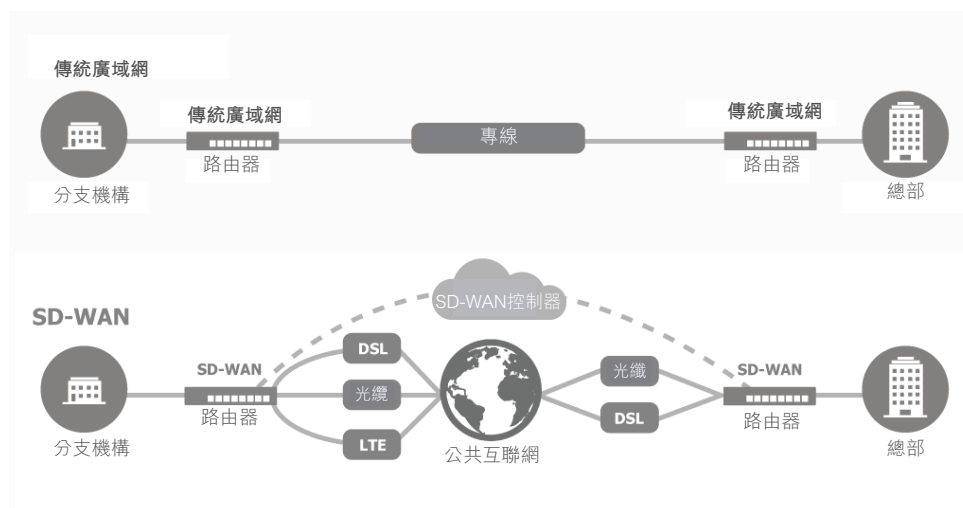 傳統廣域網
傳統廣域網
傳統廣域網
專線
路由器
路由器
分支機構
總部
SD-WAN控制器
SD-WAN
DSL
SD-WAN
光纖
SD-WAN
光纜
路由器
DSL
路由器
LTE
分支機構
公共互聯網
總部